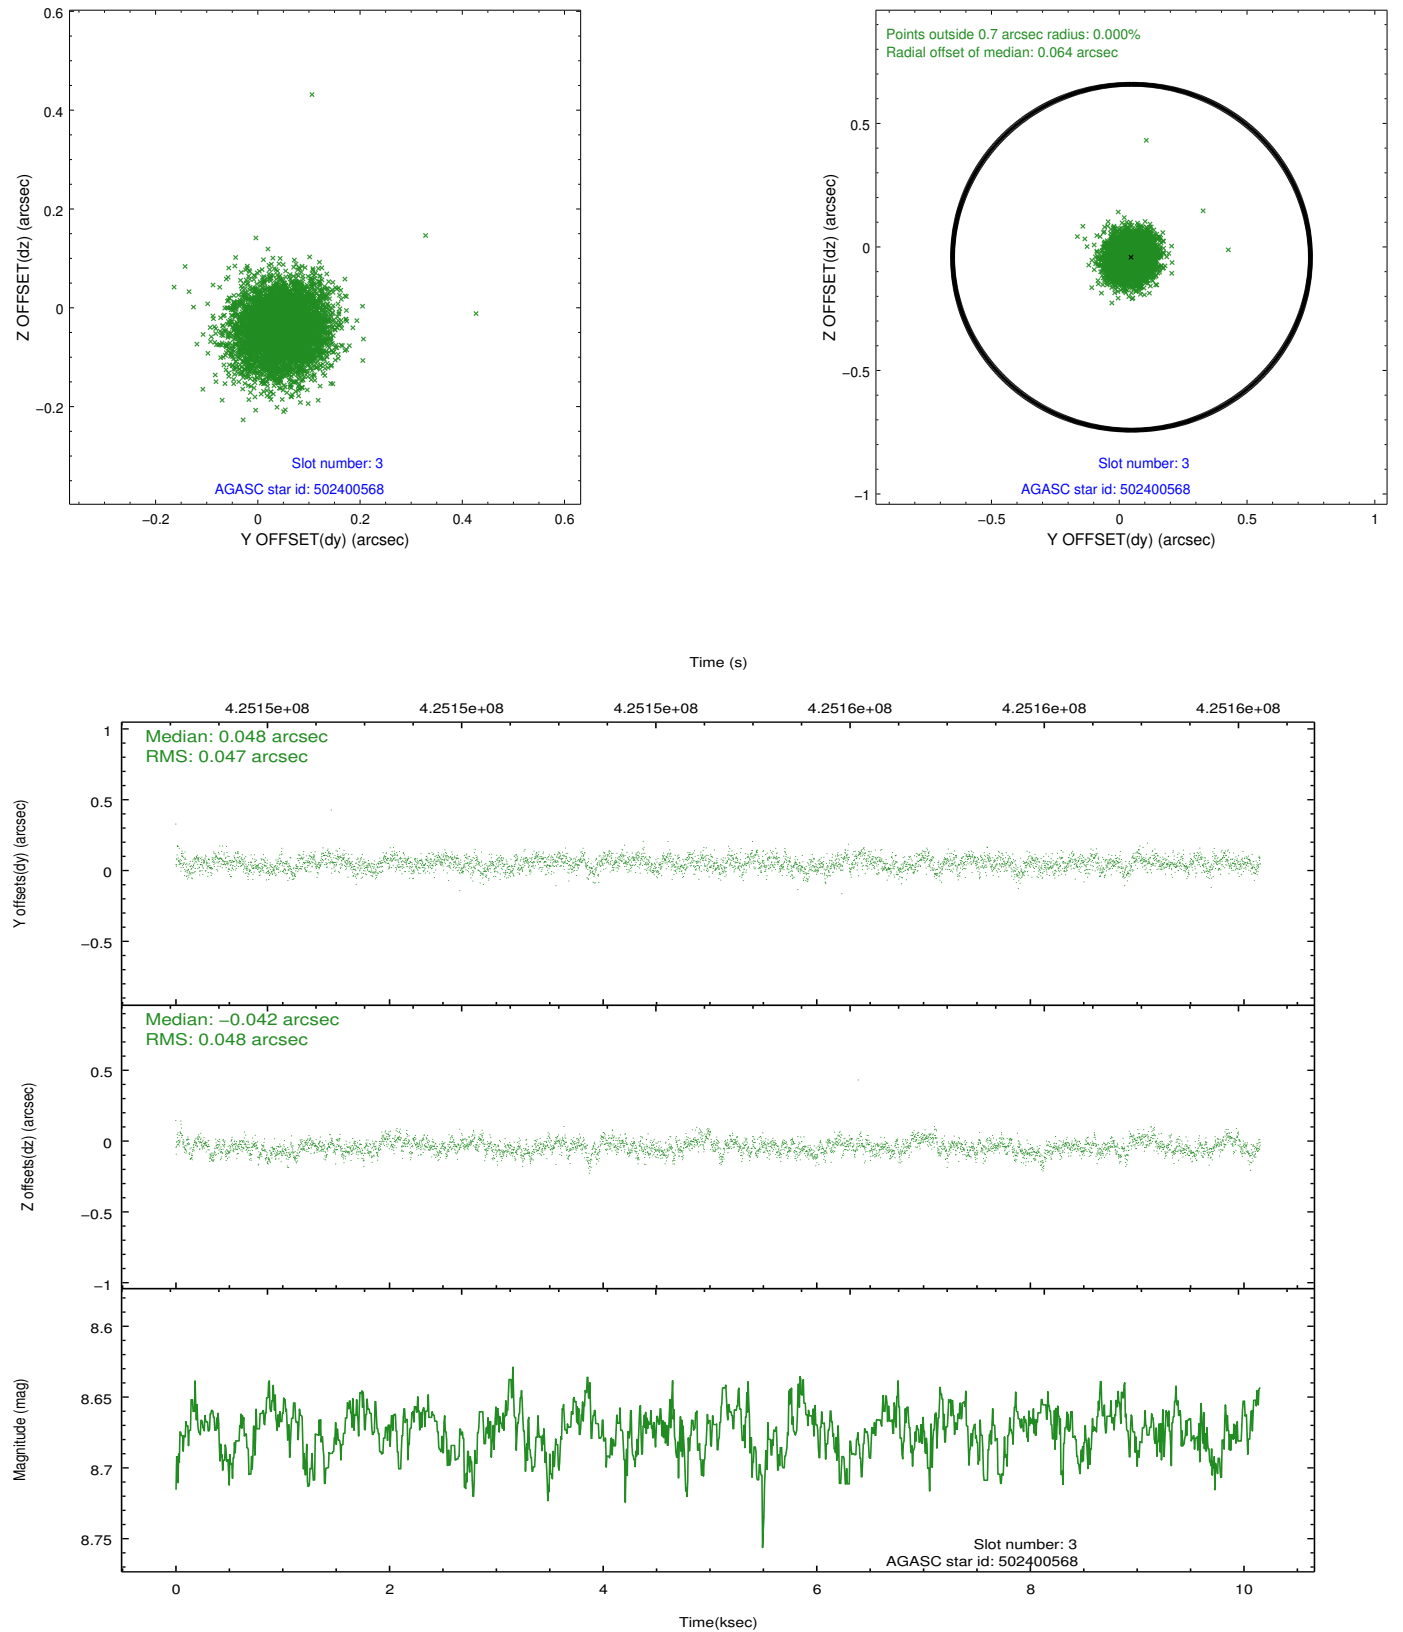 0.6
0.4
0.2
0
−0.2
Z OFFSET(dz) (arcsec)
Slot number: 3
AGASC star id: 502400568
−0.2 0 0.2 0.4 0.6
Y OFFSET(dy) (arcsec)
Points outside 0.7 arcsec radius: 0.000%
Radial offset of median: 0.064 arcsec
0.5
0
−0.5
−1
Z OFFSET(dz) (arcsec)
Slot number: 3
AGASC star id: 502400568
−0.5 0 0.5 1
Y OFFSET(dy) (arcsec)
Time (s)
4.2515e+08 4.2515e+08 4.2515e+08 4.2516e+08 4.2516e+08 4.2516e+08
Median: 0.048 arcsec
RMS: 0.047 arcsec
1
0.5
0
−0.5
Y offsets(dy) (arcsec)
Median: −0.042 arcsec
RMS: 0.048 arcsec
0.5
0
−0.5
−1
Z offsets(dz) (arcsec)
8.6
8.65
8.7
8.75
Magnitude (mag)
Slot number: 3
AGASC star id: 502400568
0 2 4 6 8 10
Time(ksec)